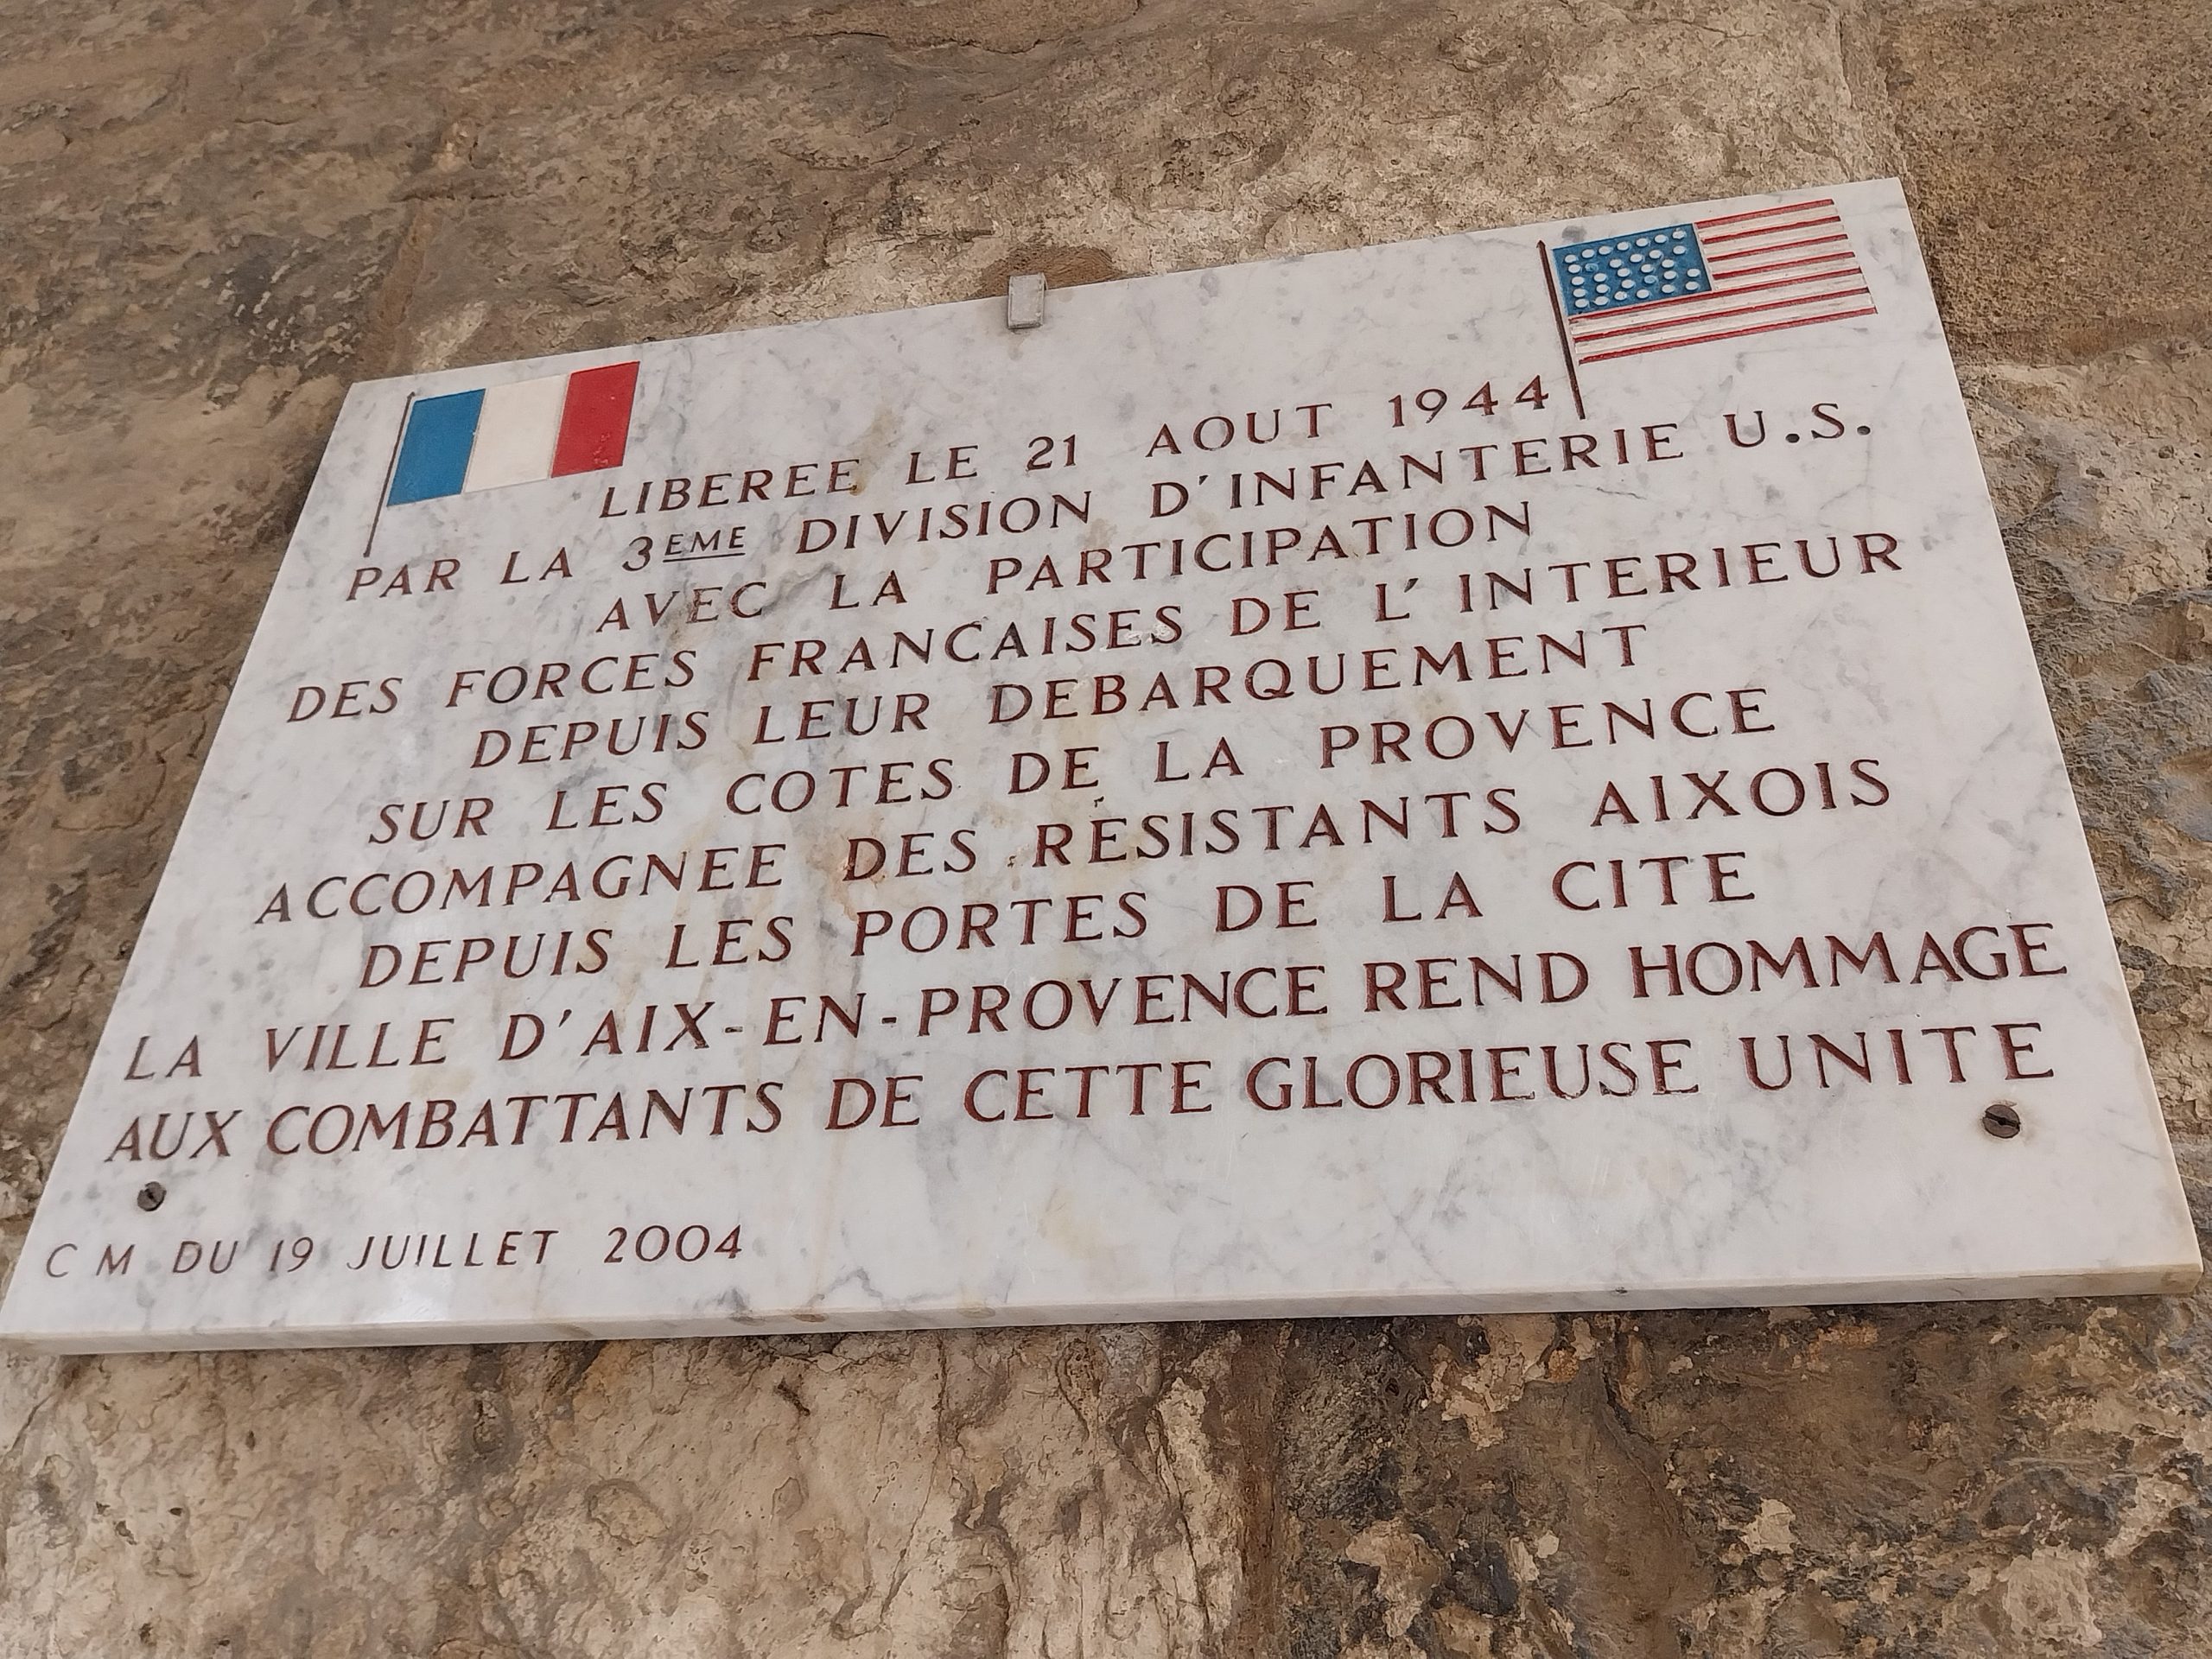 LIBEREE LE 21 AOUT 1944
PAR LA 3EME DIVISION D'INFANTERIE U.S.
AVEC LA PARTICIPATION
DES FORCES FRANCAISES DE L'INTERIEUR
DEPUIS LEUR DEBARQUEMENT
SUR LES COTES DE LA PROVENCE
ACCOMPAGNEE DES RESISTANTS AIXOIS
DEPUIS LES PORTES DE LA CITE
LA VILLE D'AIX-EN-PROVENCE REND HOMMAGE
AUX COMBATTANTS DE CETTE GLORIEUSE UNITE
C M DU 19 JUILLET 2004